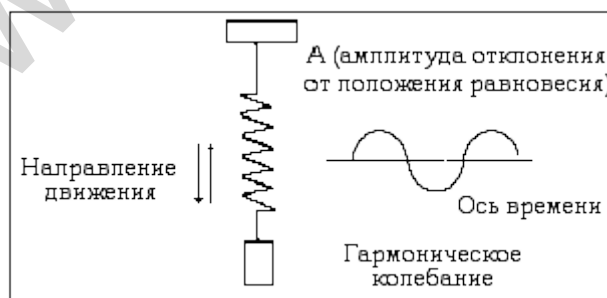 А (амплитуда отклонения
от положения равновесия)
Направление
движения
Ось времени
Гармоническое
колебание